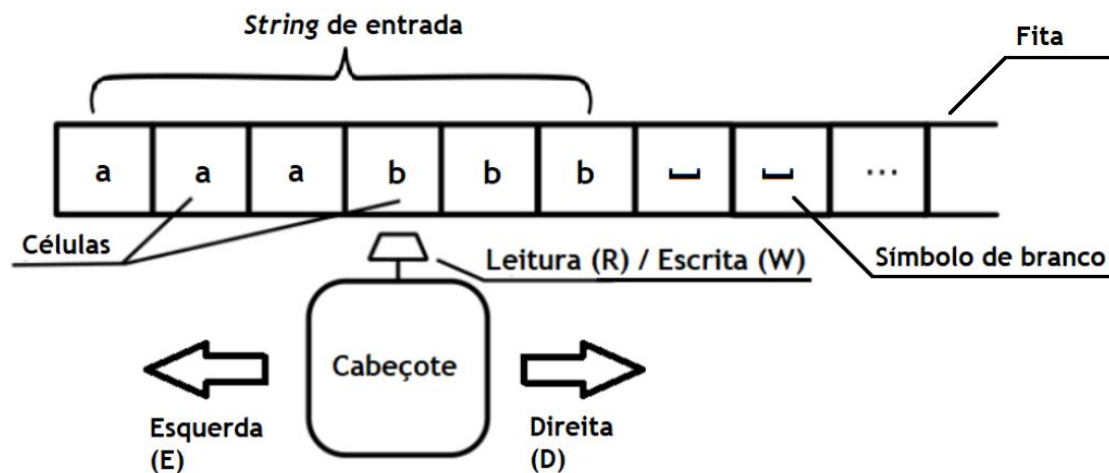 String de entrada
Fita
a a a b b b ␣ ␣ ...
Células
Leitura (R) / Escrita (W)
Símbolo de branco
Cabeçote
Esquerda
(E)
Direita
(D)